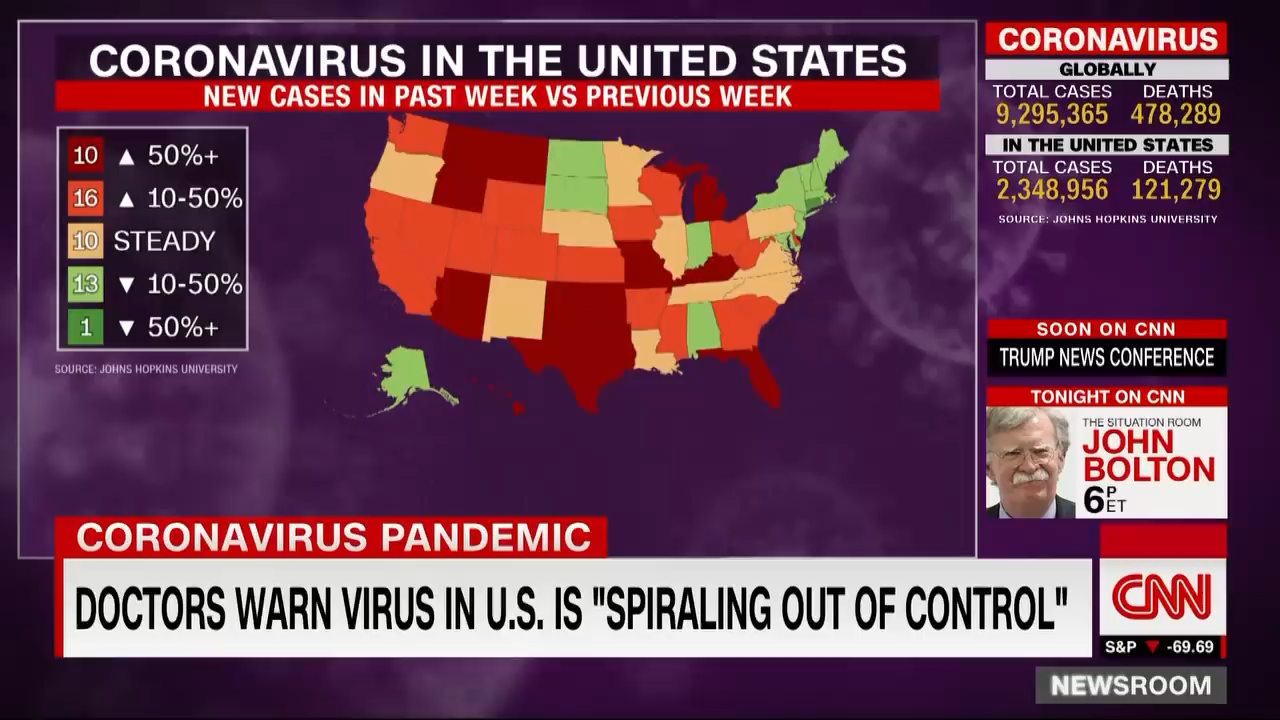 CORONAVIRUS IN THE UNITED STATES
NEW CASES IN PAST WEEK VS PREVIOUS WEEK
10 ▲ 50%+
16 ▲ 10-50%
10 STEADY
13 ▼ 10-50%
1 ▼ 50%+
SOURCE: JOHNS HOPKINS UNIVERSITY
CORONAVIRUS
GLOBALLY
TOTAL CASES DEATHS
9,295,365 478,289
IN THE UNITED STATES
TOTAL CASES DEATHS
2,348,956 121,279
SOURCE: JOHNS HOPKINS UNIVERSITY
SOON ON CNN
TRUMP NEWS CONFERENCE
TONIGHT ON CNN
THE SITUATION ROOM
JOHN
BOLTON
6P ET
CORONAVIRUS PANDEMIC
DOCTORS WARN VIRUS IN U.S. IS "SPIRALING OUT OF CONTROL"
CNN
S&P ▼ -69.69
NEWSROOM